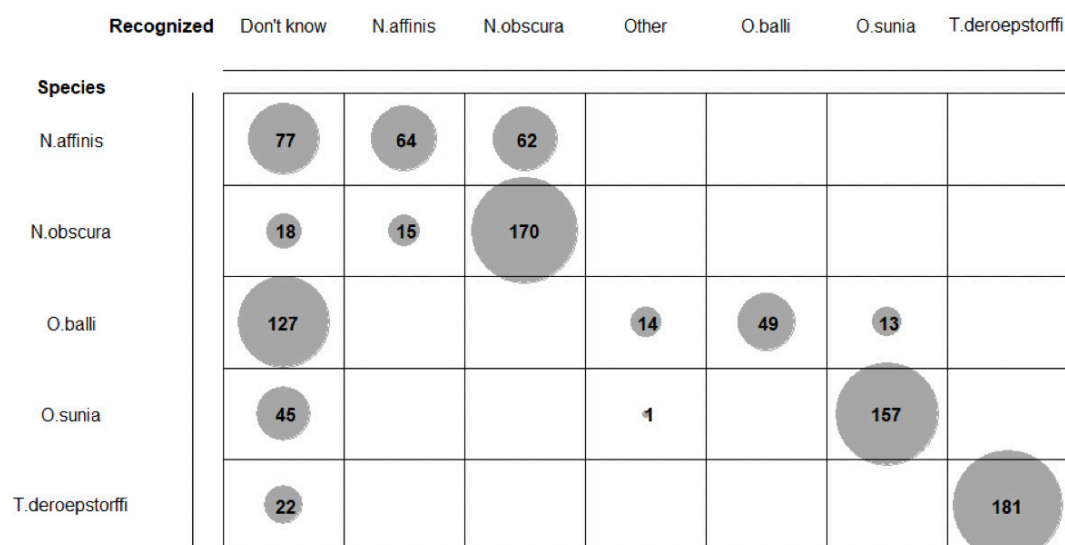 Recognized Don't know N.affinis N.obscura Other O.balli O.sunia T.deroepstorffi
Species
N.affinis 77 64 62
N.obscura 18 15 170
O.balli 127 14 49 13
O.sunia 45 1 157
T.deroepstorffi 22 181